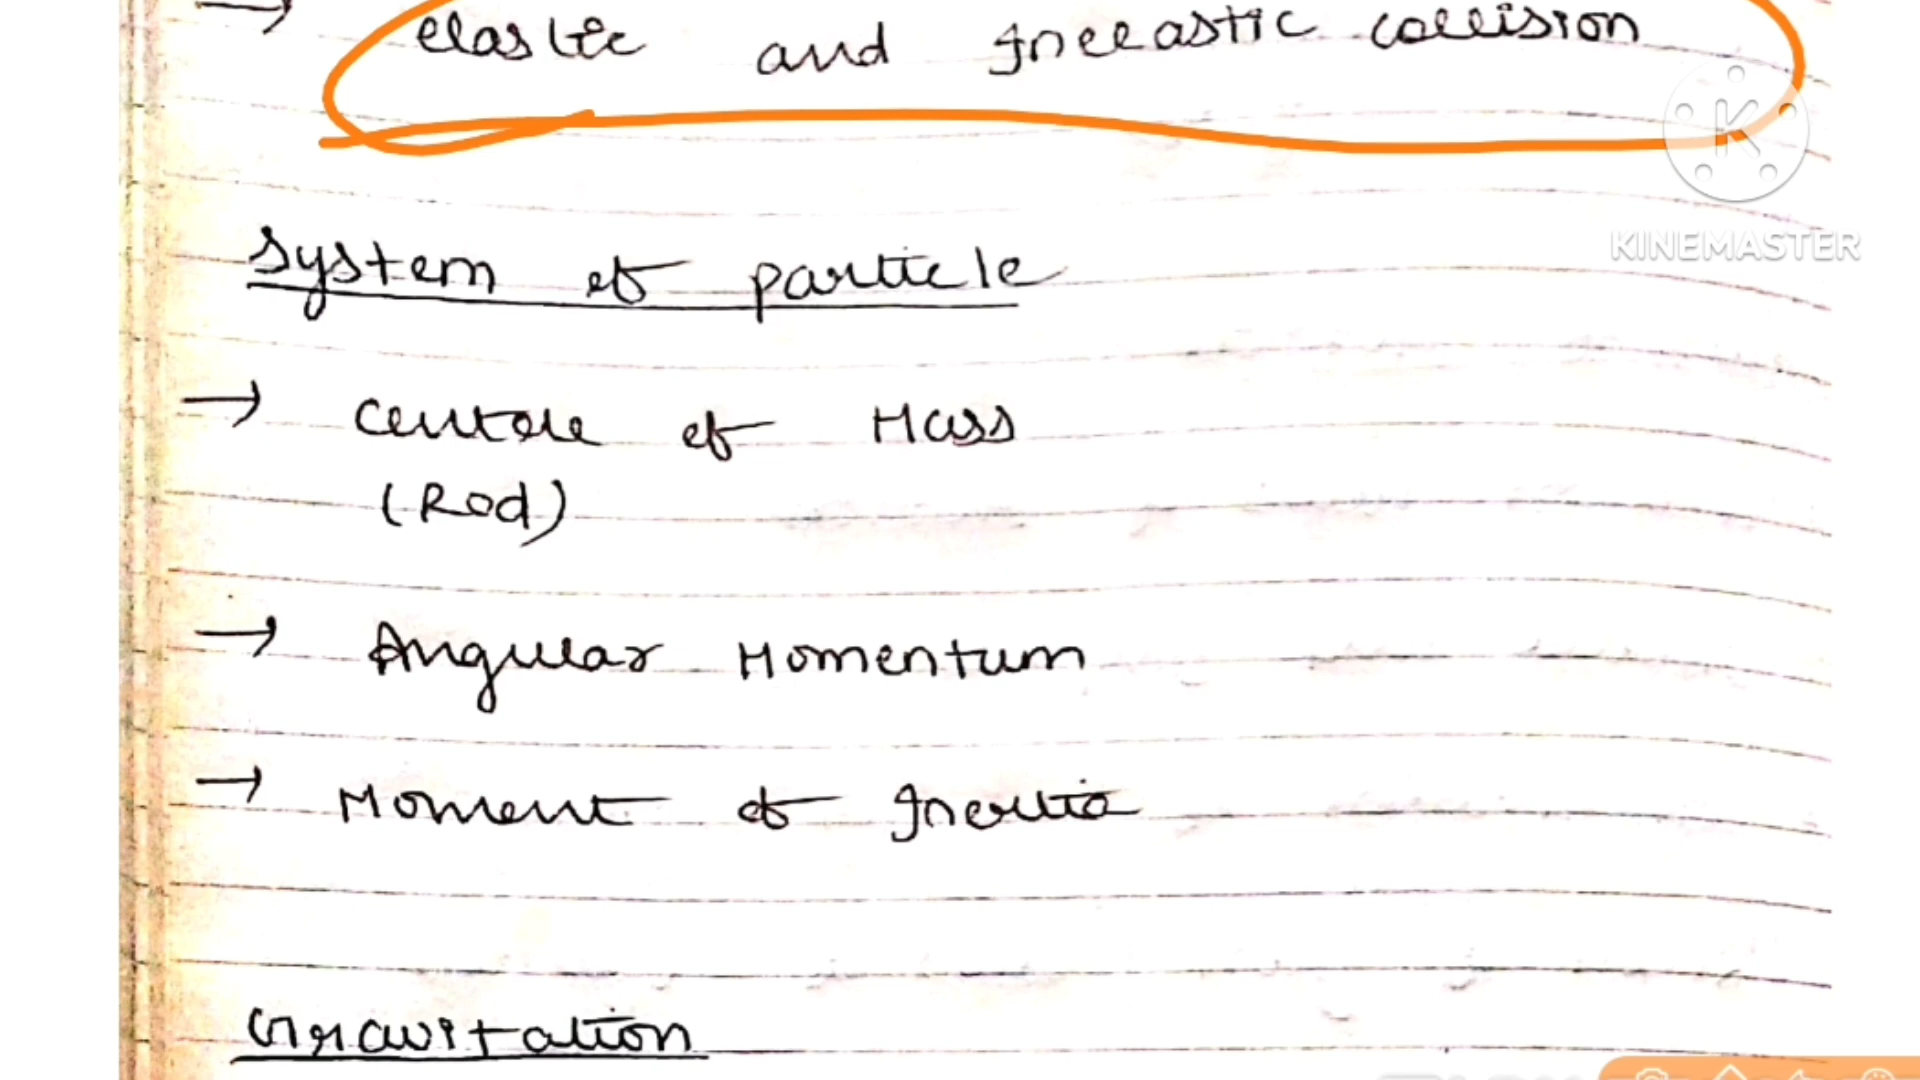 → elastic and Inelastic collision
KINEMASTER
System of particle
→ Centre of Mass
(Rod)
→ Angular Momentum
→ Moment of Inertia
Gravitation